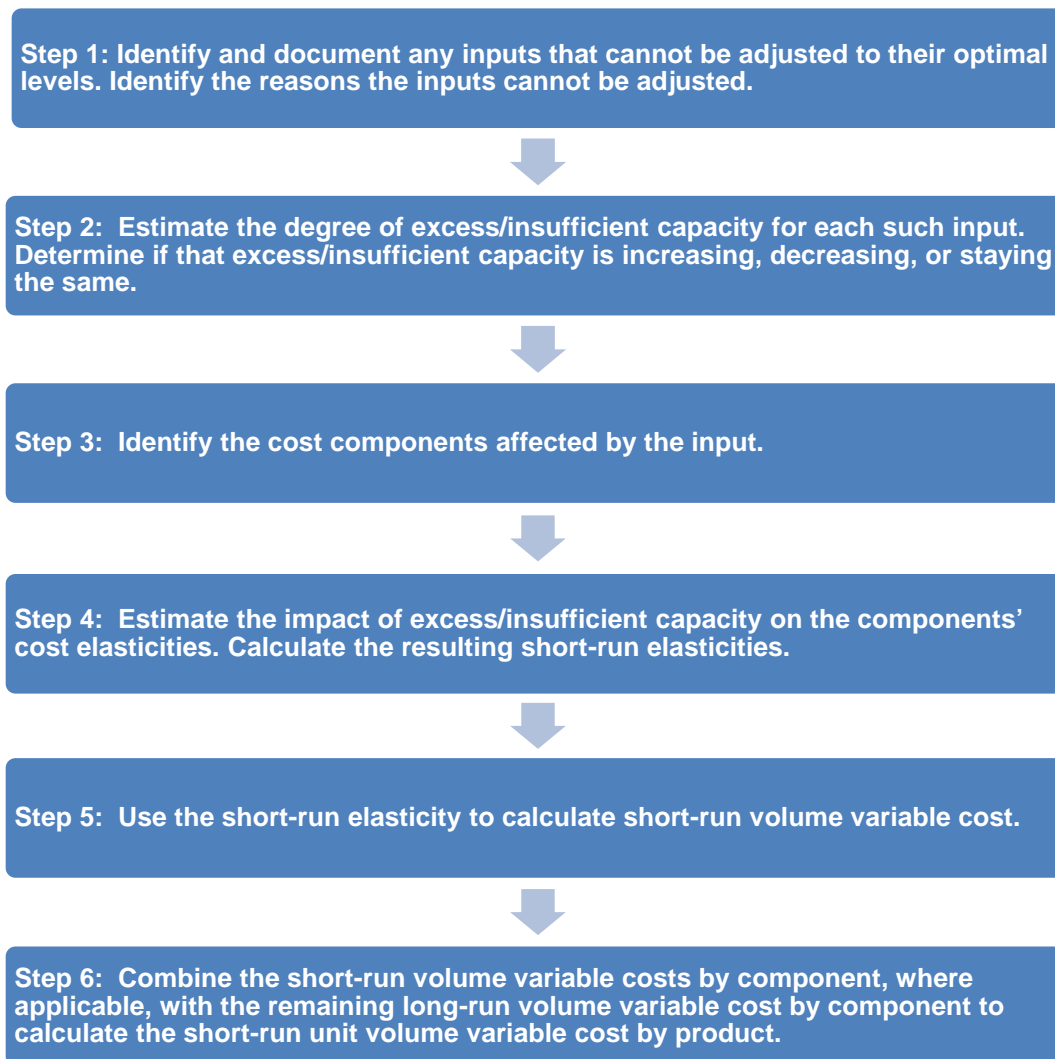 Step 1: Identify and document any inputs that cannot be adjusted to their optimal
levels. Identify the reasons the inputs cannot be adjusted.
Step 2:  Estimate the degree of excess/insufficient capacity for each such input.
Determine if that excess/insufficient capacity is increasing, decreasing, or staying
the same.
Step 3:  Identify the cost components affected by the input.
Step 4:  Estimate the impact of excess/insufficient capacity on the components’
cost elasticities. Calculate the resulting short-run elasticities.
Step 5:  Use the short-run elasticity to calculate short-run volume variable cost.
Step 6:  Combine the short-run volume variable costs by component, where
applicable, with the remaining long-run volume variable cost by component to
calculate the short-run unit volume variable cost by product.